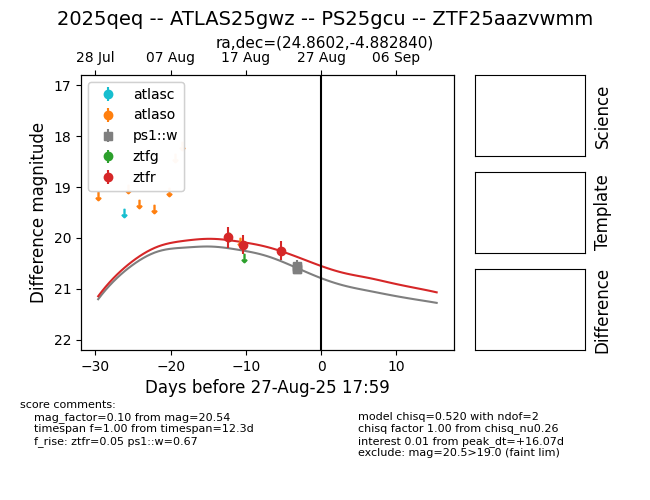 2025qeq -- ATLAS25gwz -- PS25gcu -- ZTF25aazvwmm
ra,dec=(24.8602,-4.882840)
28 Jul 07 Aug 17 Aug 27 Aug 06 Sep
17
18
19
20
21
22
Difference magnitude
atlasc
atlaso
ps1::w
ztfg
ztfr
−30 −20 −10 0 10
Days before 27-Aug-25 17:59
Science
Template
Difference
score comments:
mag_factor=0.10 from mag=20.54
timespan f=1.00 from timespan=12.3d
f_rise: ztfr=0.05 ps1::w=0.67
model chisq=0.520 with ndof=2
chisq factor 1.00 from chisq_nu0.26
interest 0.01 from peak_dt=+16.07d
exclude: mag=20.5>19.0 (faint lim)